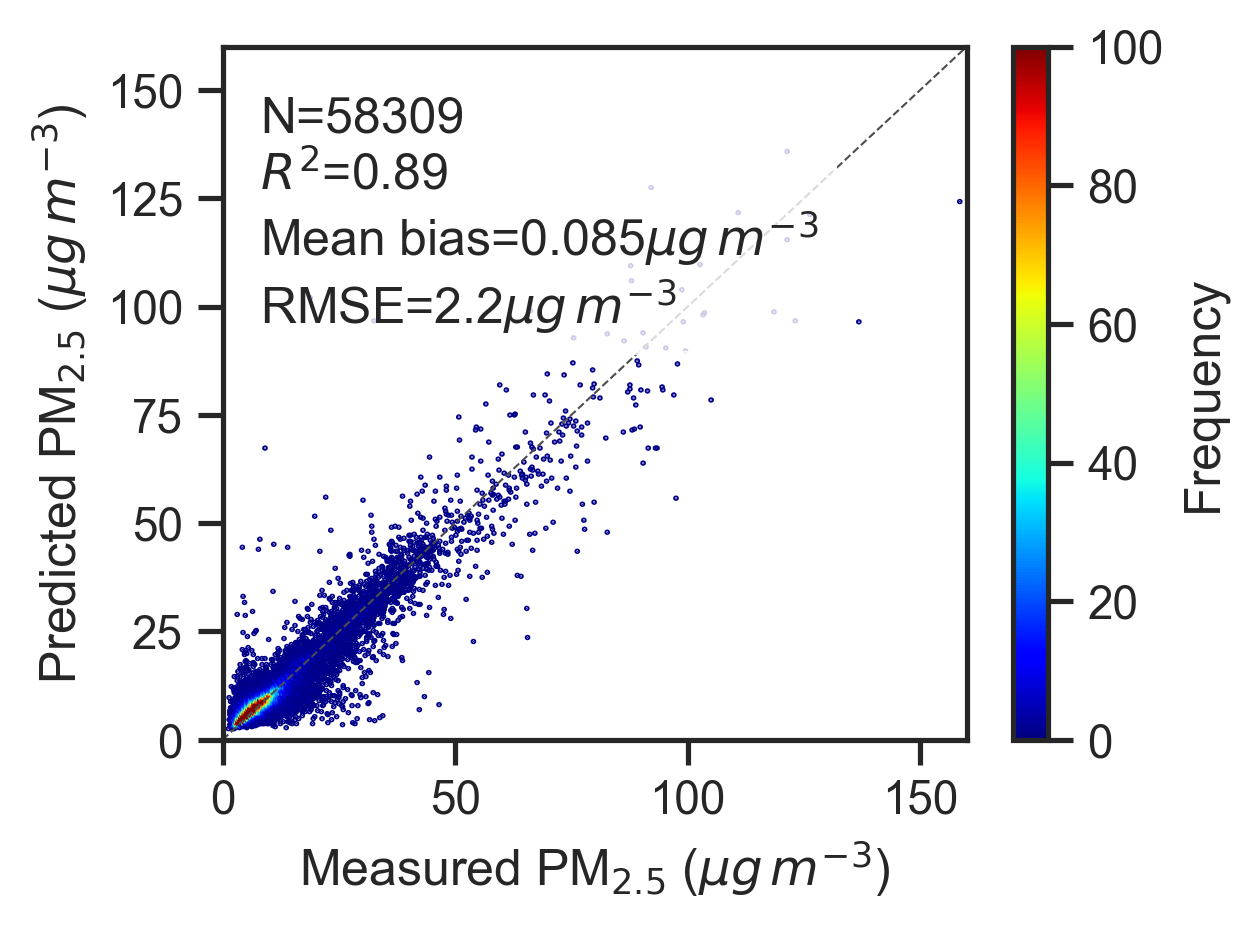 N=58309
R²=0.89
Mean bias=0.085μg m⁻³
RMSE=2.2μg m⁻³
Predicted PM₂.₅ (μg m⁻³)
150
125
100
75
50
25
0
0
50
100
150
Measured PM₂.₅ (μg m⁻³)
100
80
60
40
20
0
Frequency